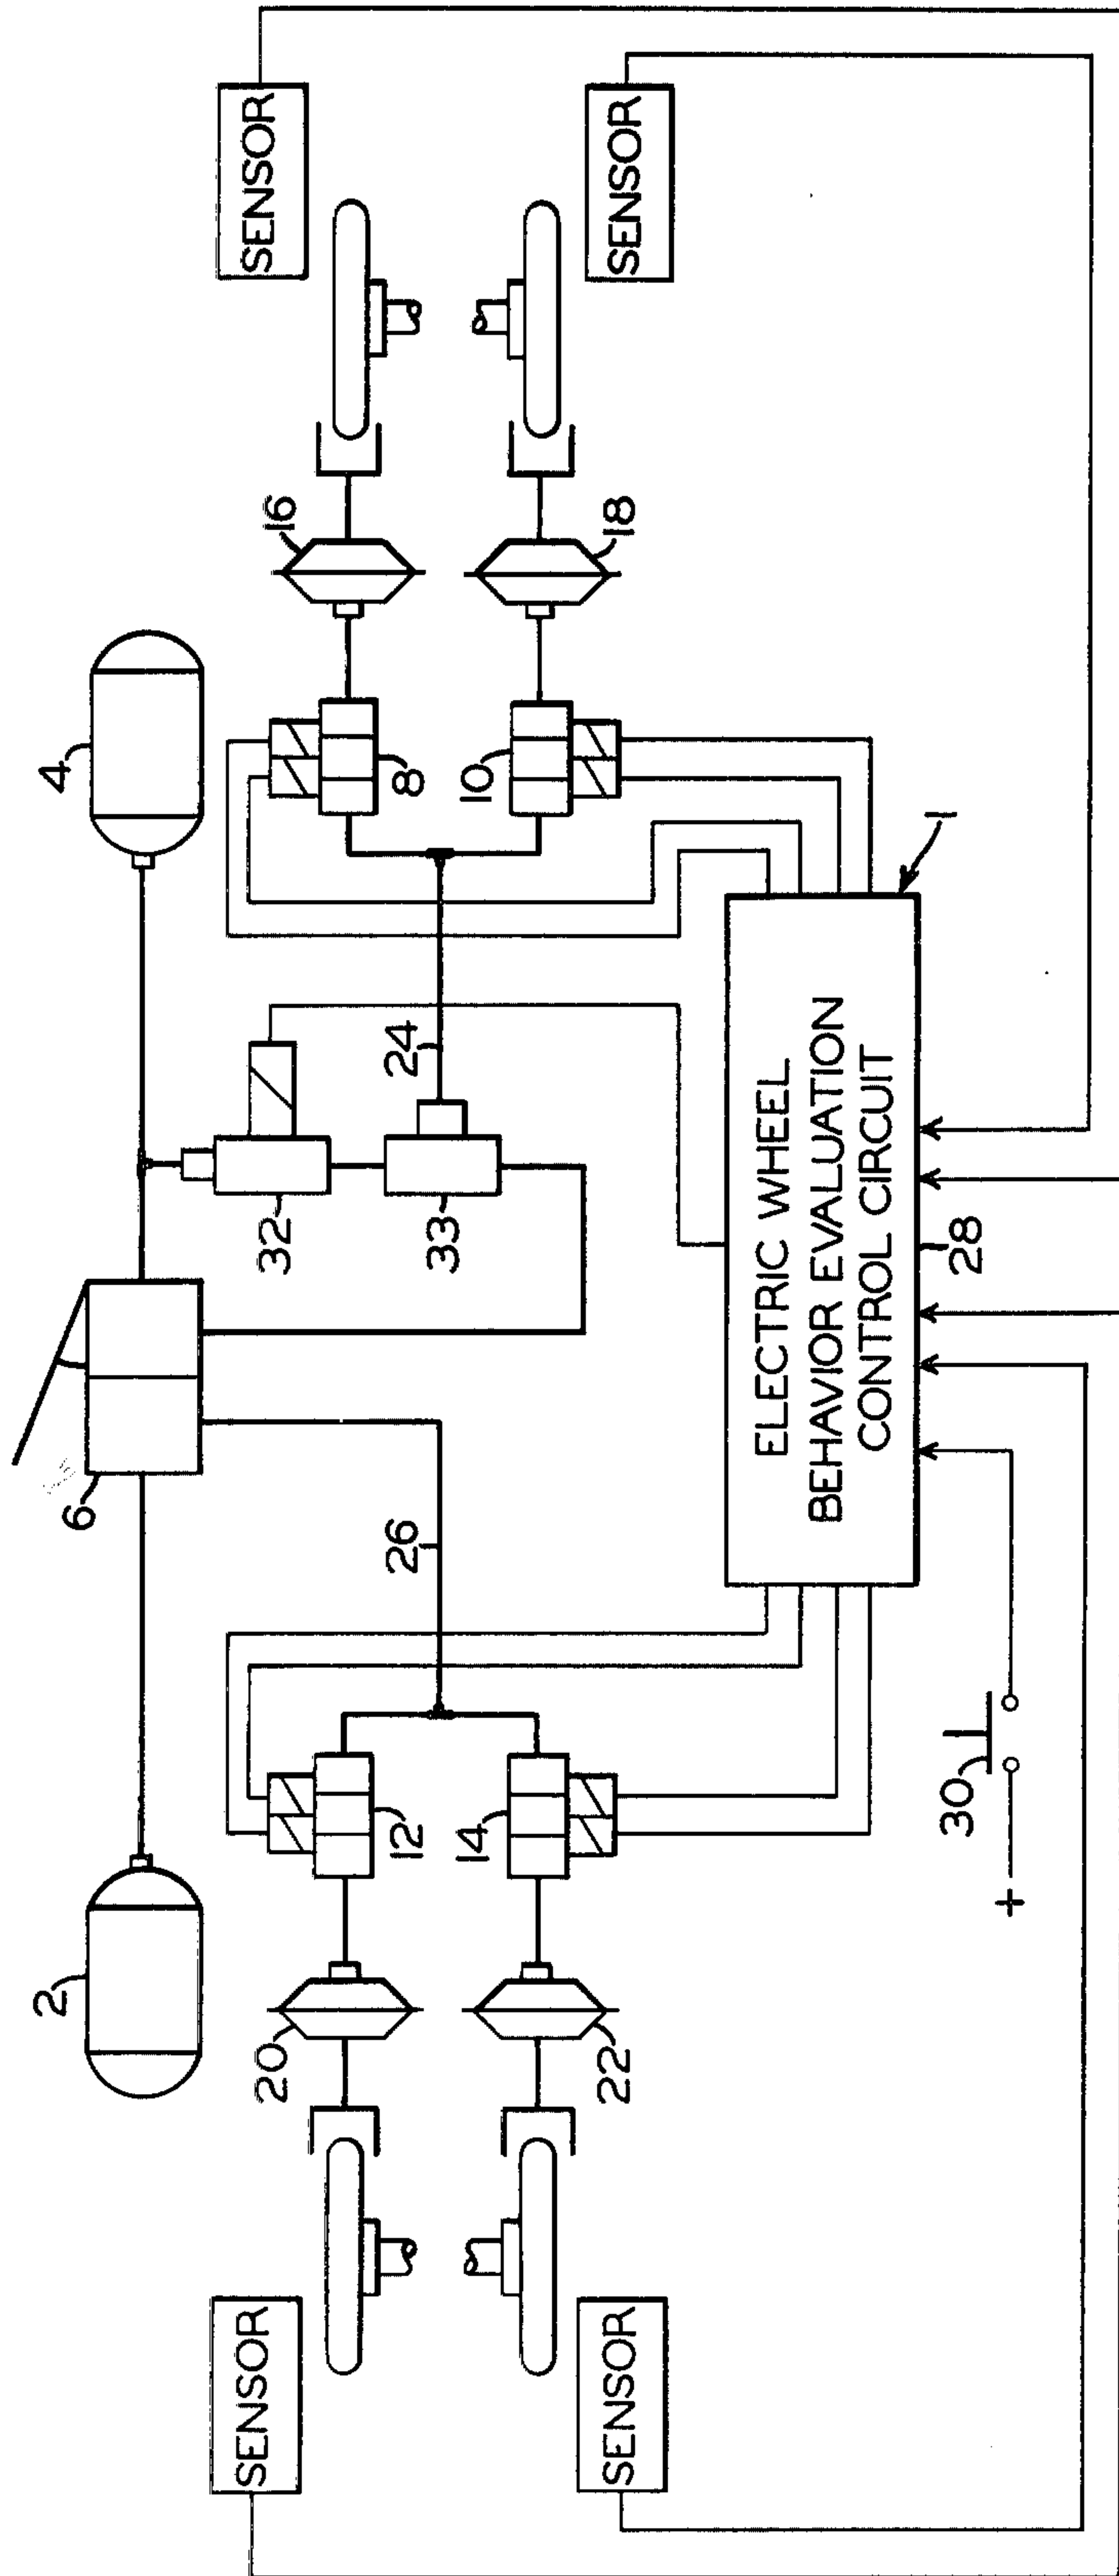 SENSOR
SENSOR
4
16
18
8
10
24
32
33
1
6
26
ELECTRIC WHEEL
BEHAVIOR EVALUATION
CONTROL CIRCUIT
28
12
14
30
+
2
20
22
SENSOR
SENSOR